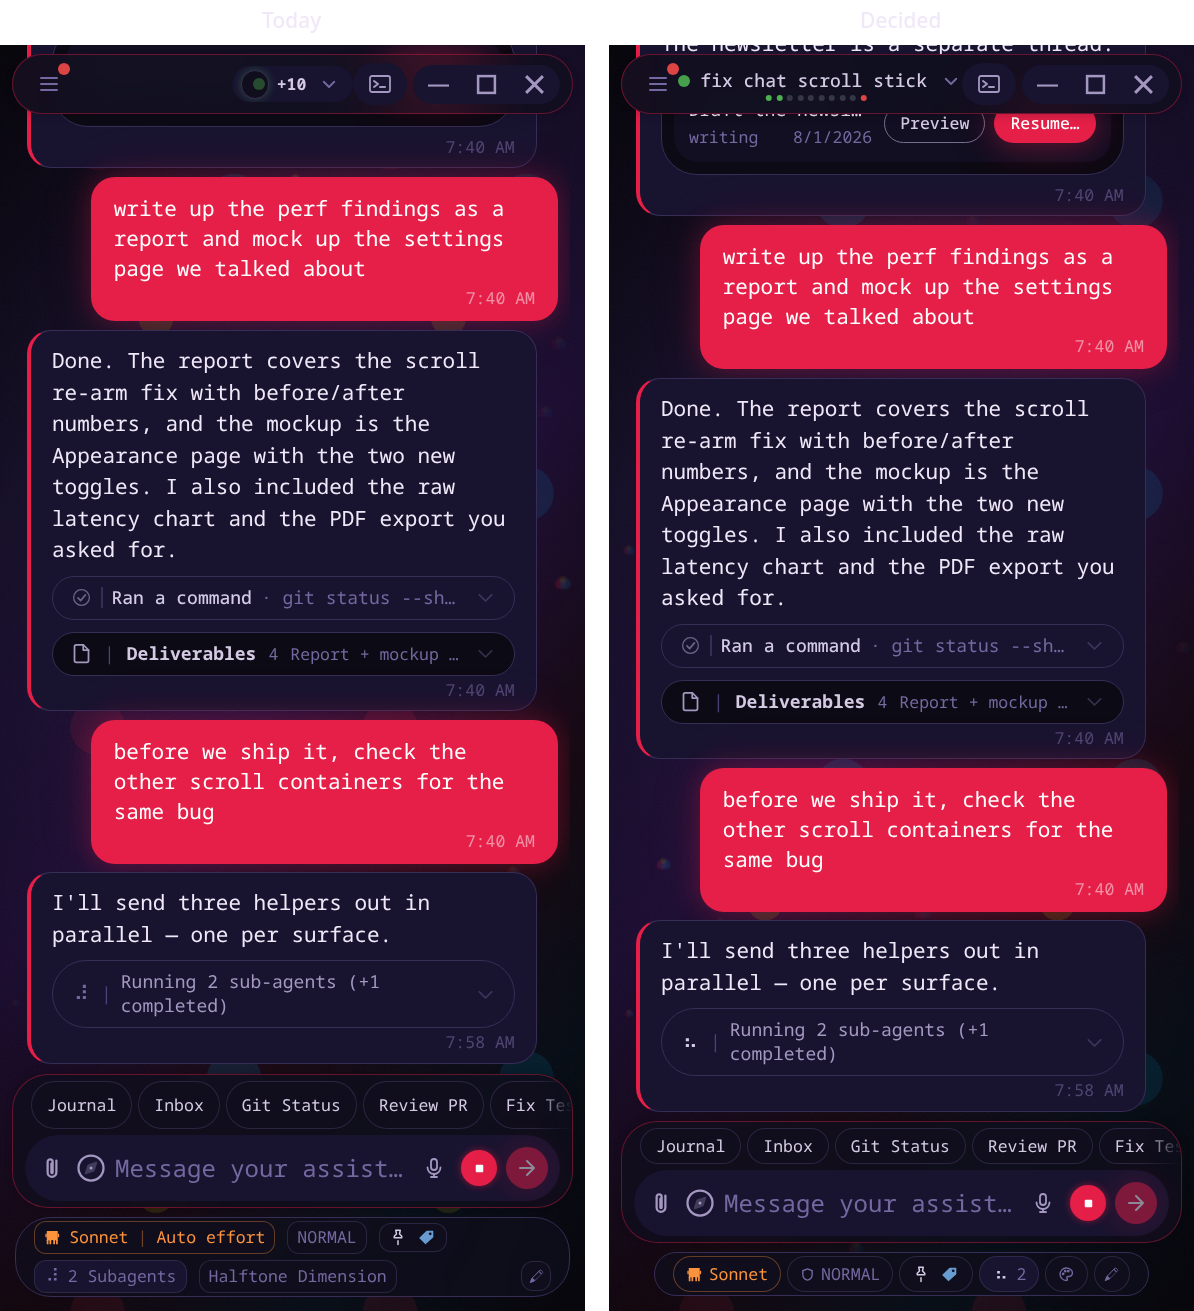 Today
+10
7:40 AM
write up the perf findings as a
report and mock up the settings
page we talked about
7:40 AM
Done. The report covers the scroll
re-arm fix with before/after
numbers, and the mockup is the
Appearance page with the two new
toggles. I also included the raw
latency chart and the PDF export you
asked for.
Ran a command · git status --sh…
Deliverables 4 Report + mockup …
7:40 AM
before we ship it, check the
other scroll containers for the
same bug
7:40 AM
I'll send three helpers out in
parallel — one per surface.
Running 2 sub-agents (+1
completed)
7:58 AM
Journal Inbox Git Status Review PR Fix Te
Message your assist…
Sonnet | Auto effort NORMAL
2 Subagents Halftone Dimension
Decided
The newsletter is a separate thread.
fix chat scroll stick
Draft the newsl…
writing 8/1/2026 Preview Resume…
7:40 AM
write up the perf findings as a
report and mock up the settings
page we talked about
7:40 AM
Done. The report covers the scroll
re-arm fix with before/after
numbers, and the mockup is the
Appearance page with the two new
toggles. I also included the raw
latency chart and the PDF export you
asked for.
Ran a command · git status --sh…
Deliverables 4 Report + mockup …
7:40 AM
before we ship it, check the
other scroll containers for the
same bug
7:40 AM
I'll send three helpers out in
parallel — one per surface.
Running 2 sub-agents (+1
completed)
7:58 AM
Journal Inbox Git Status Review PR Fix Te
Message your assist…
Sonnet NORMAL 2